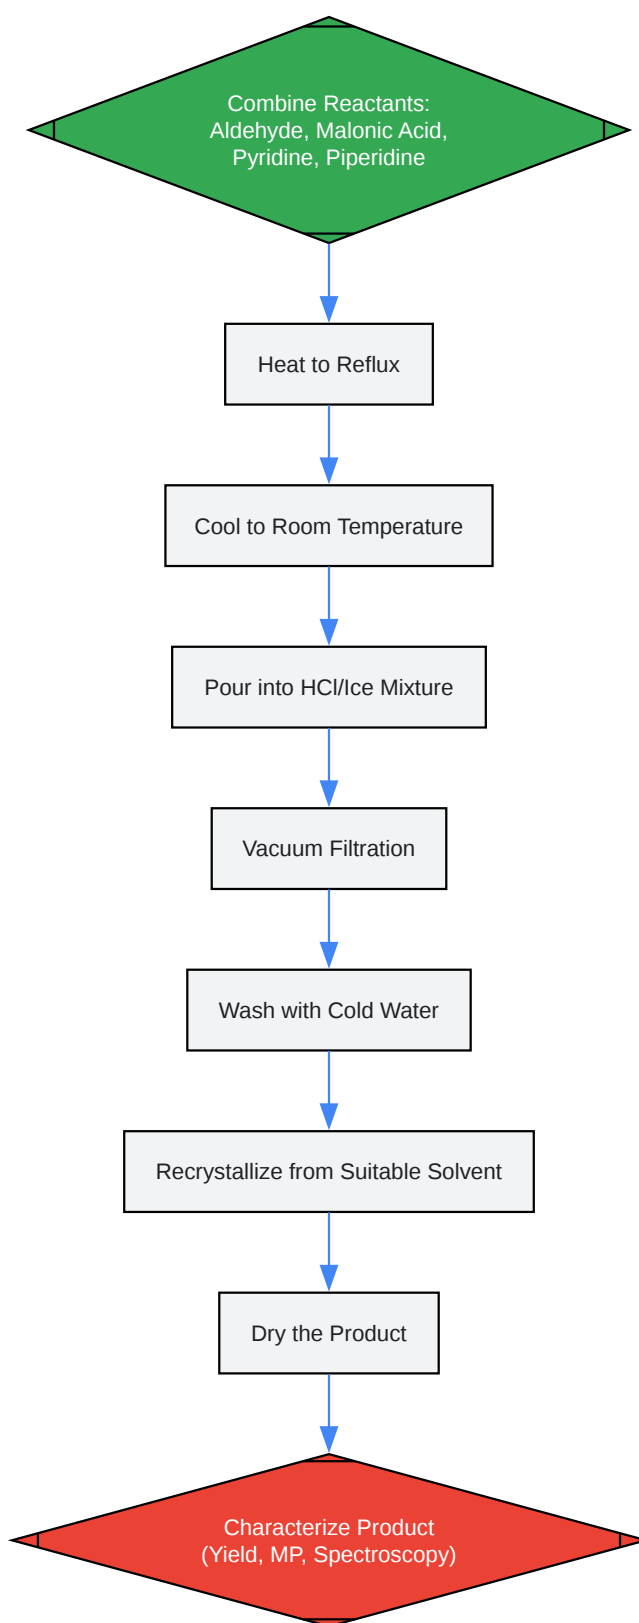 Combine Reactants:
Aldehyde, Malonic Acid,
Pyridine, Piperidine
Heat to Reflux
Cool to Room Temperature
Pour into HCl/Ice Mixture
Vacuum Filtration
Wash with Cold Water
Recrystallize from Suitable Solvent
Dry the Product
Characterize Product
(Yield, MP, Spectroscopy)